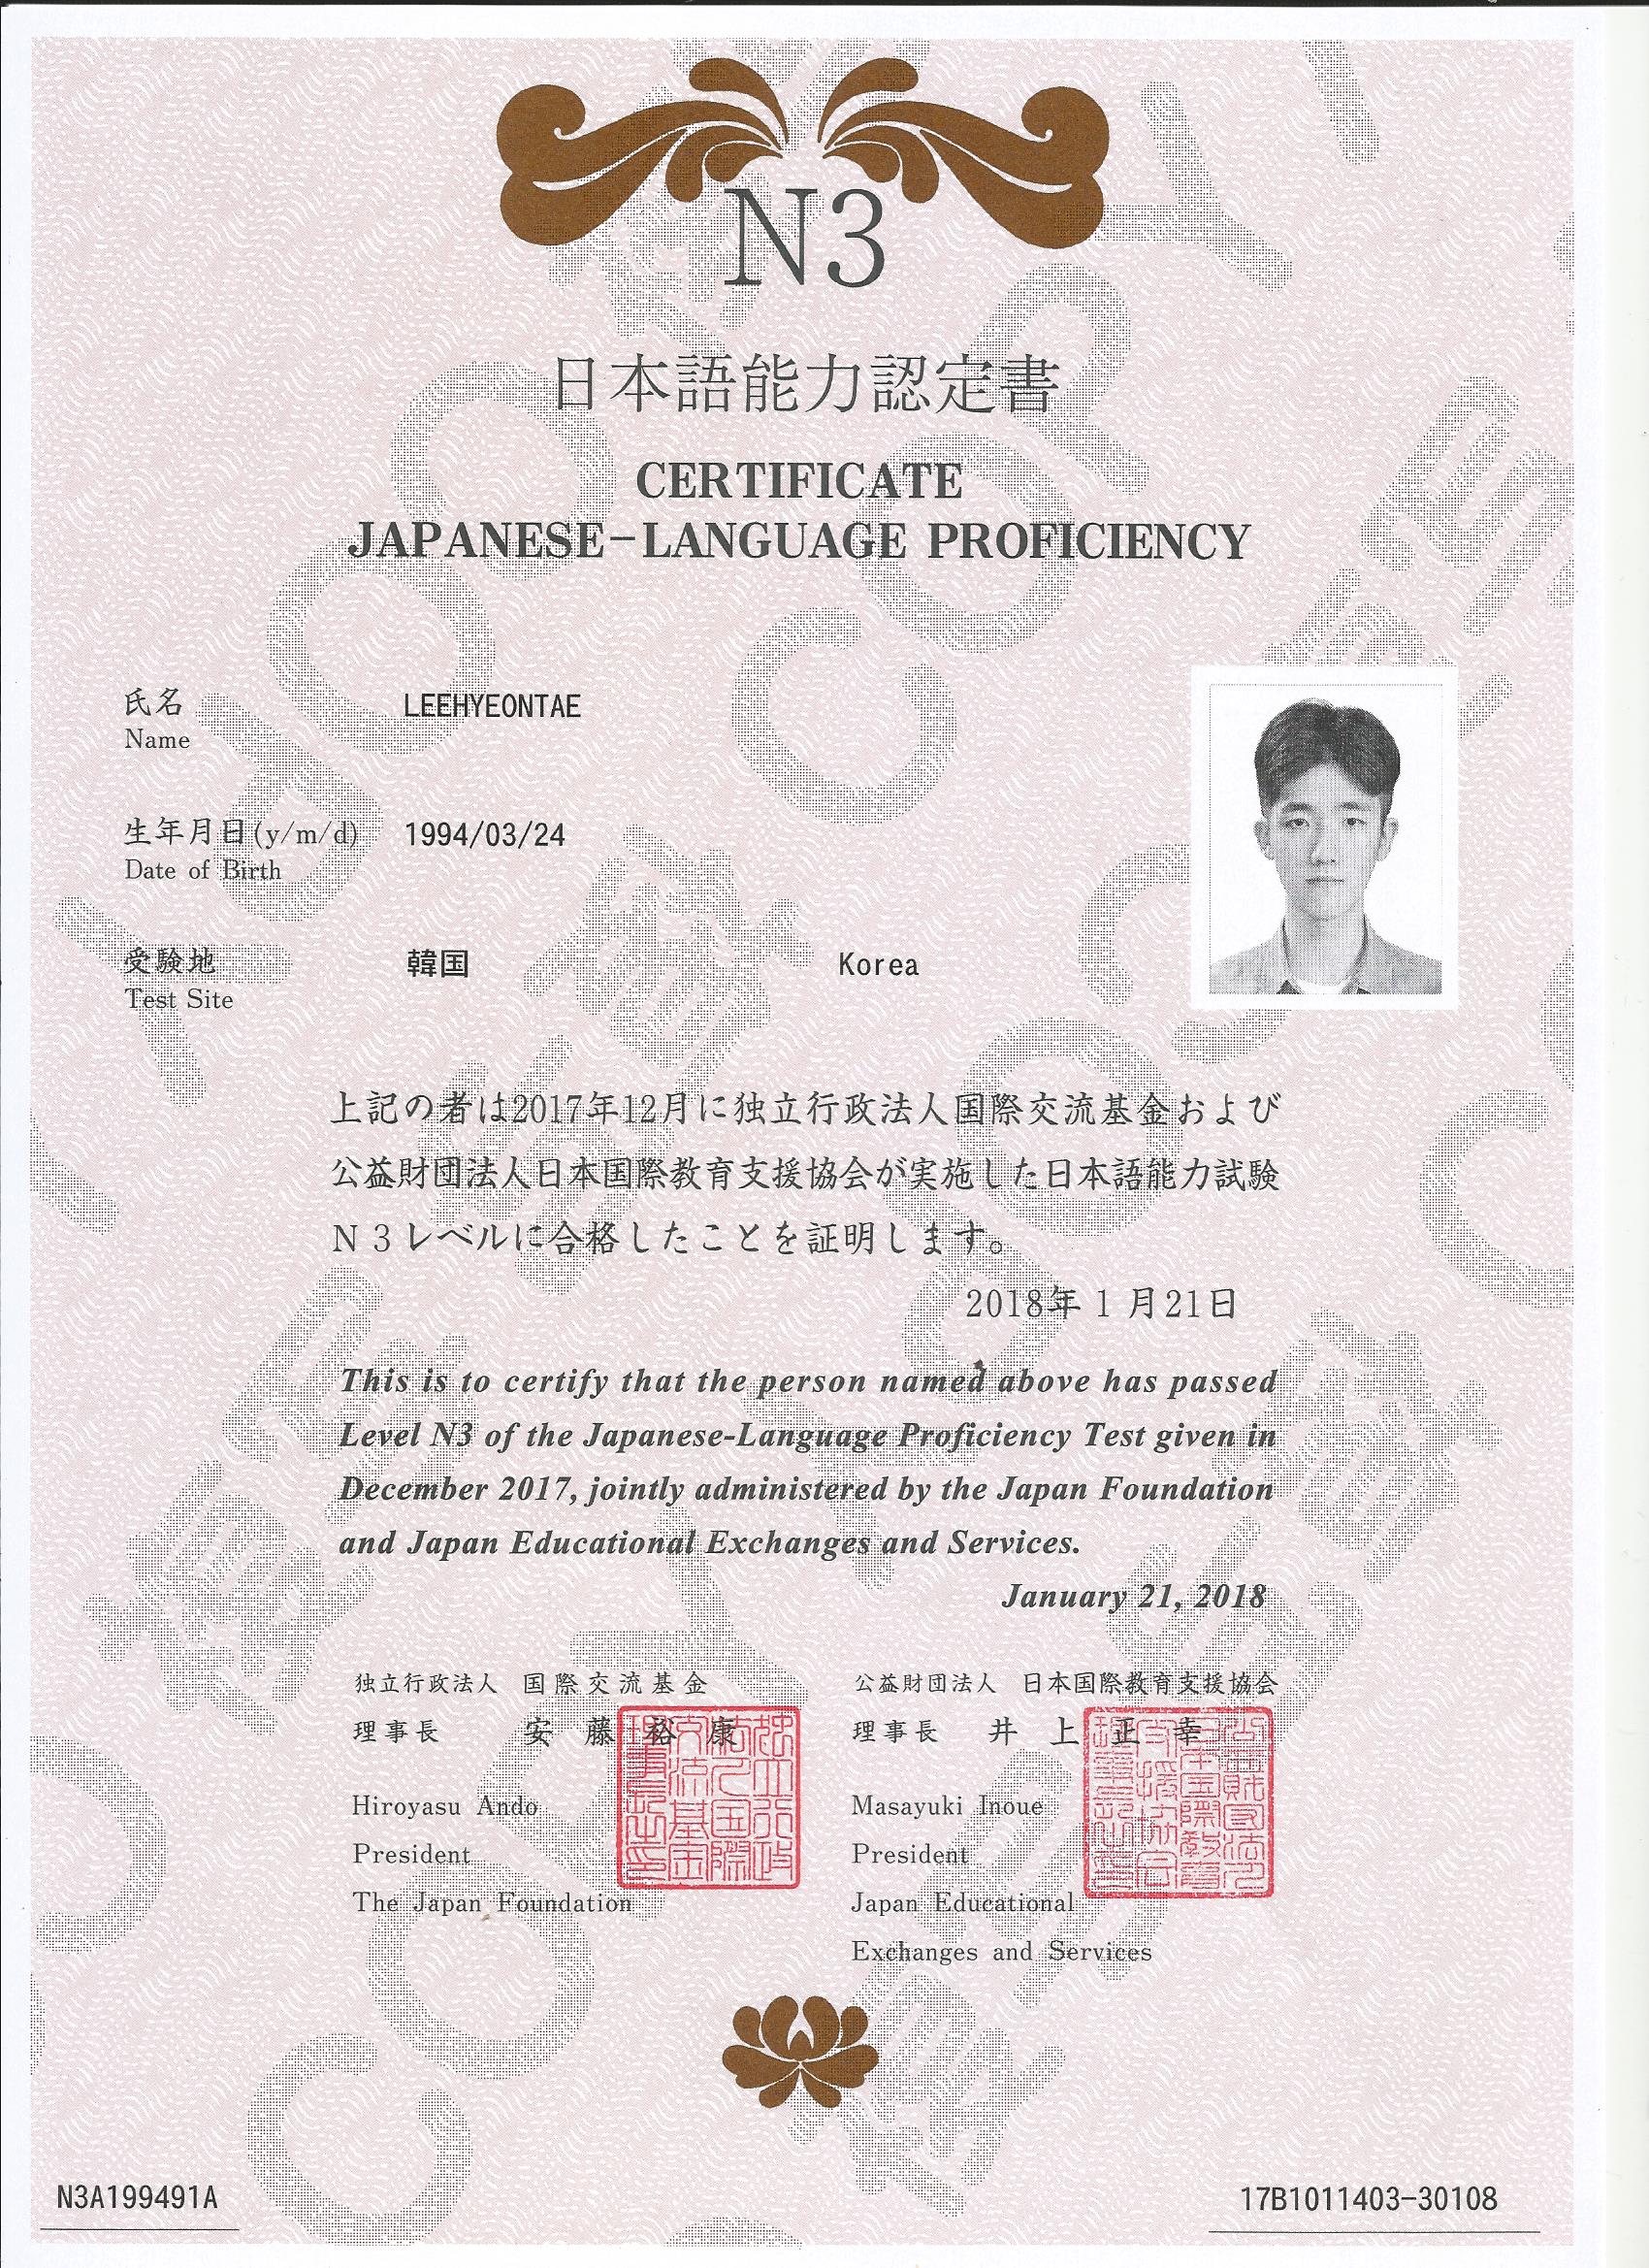 N3
日本語能力認定書
CERTIFICATE
JAPANESE-LANGUAGE PROFICIENCY
氏名 LEEHYEONTAE
Name
生年月日(y/m/d) 1994/03/24
Date of Birth
受験地 韓国 Korea
Test Site
上記の者は2017年12月に独立行政法人国際交流基金および
公益財団法人日本国際教育支援協会が実施した日本語能力試験
N3レベルに合格したことを証明します。
2018年1月21日
This is to certify that the person named above has passed
Level N3 of the Japanese-Language Proficiency Test given in
December 2017, jointly administered by the Japan Foundation
and Japan Educational Exchanges and Services.
January 21, 2018
独立行政法人 国際交流基金
理事長 安藤裕康
Hiroyasu Ando
President
The Japan Foundation
公益財団法人 日本国際教育支援協会
理事長 井上正幸
Masayuki Inoue
President
Japan Educational
Exchanges and Services
N3A199491A
17B1011403-30108